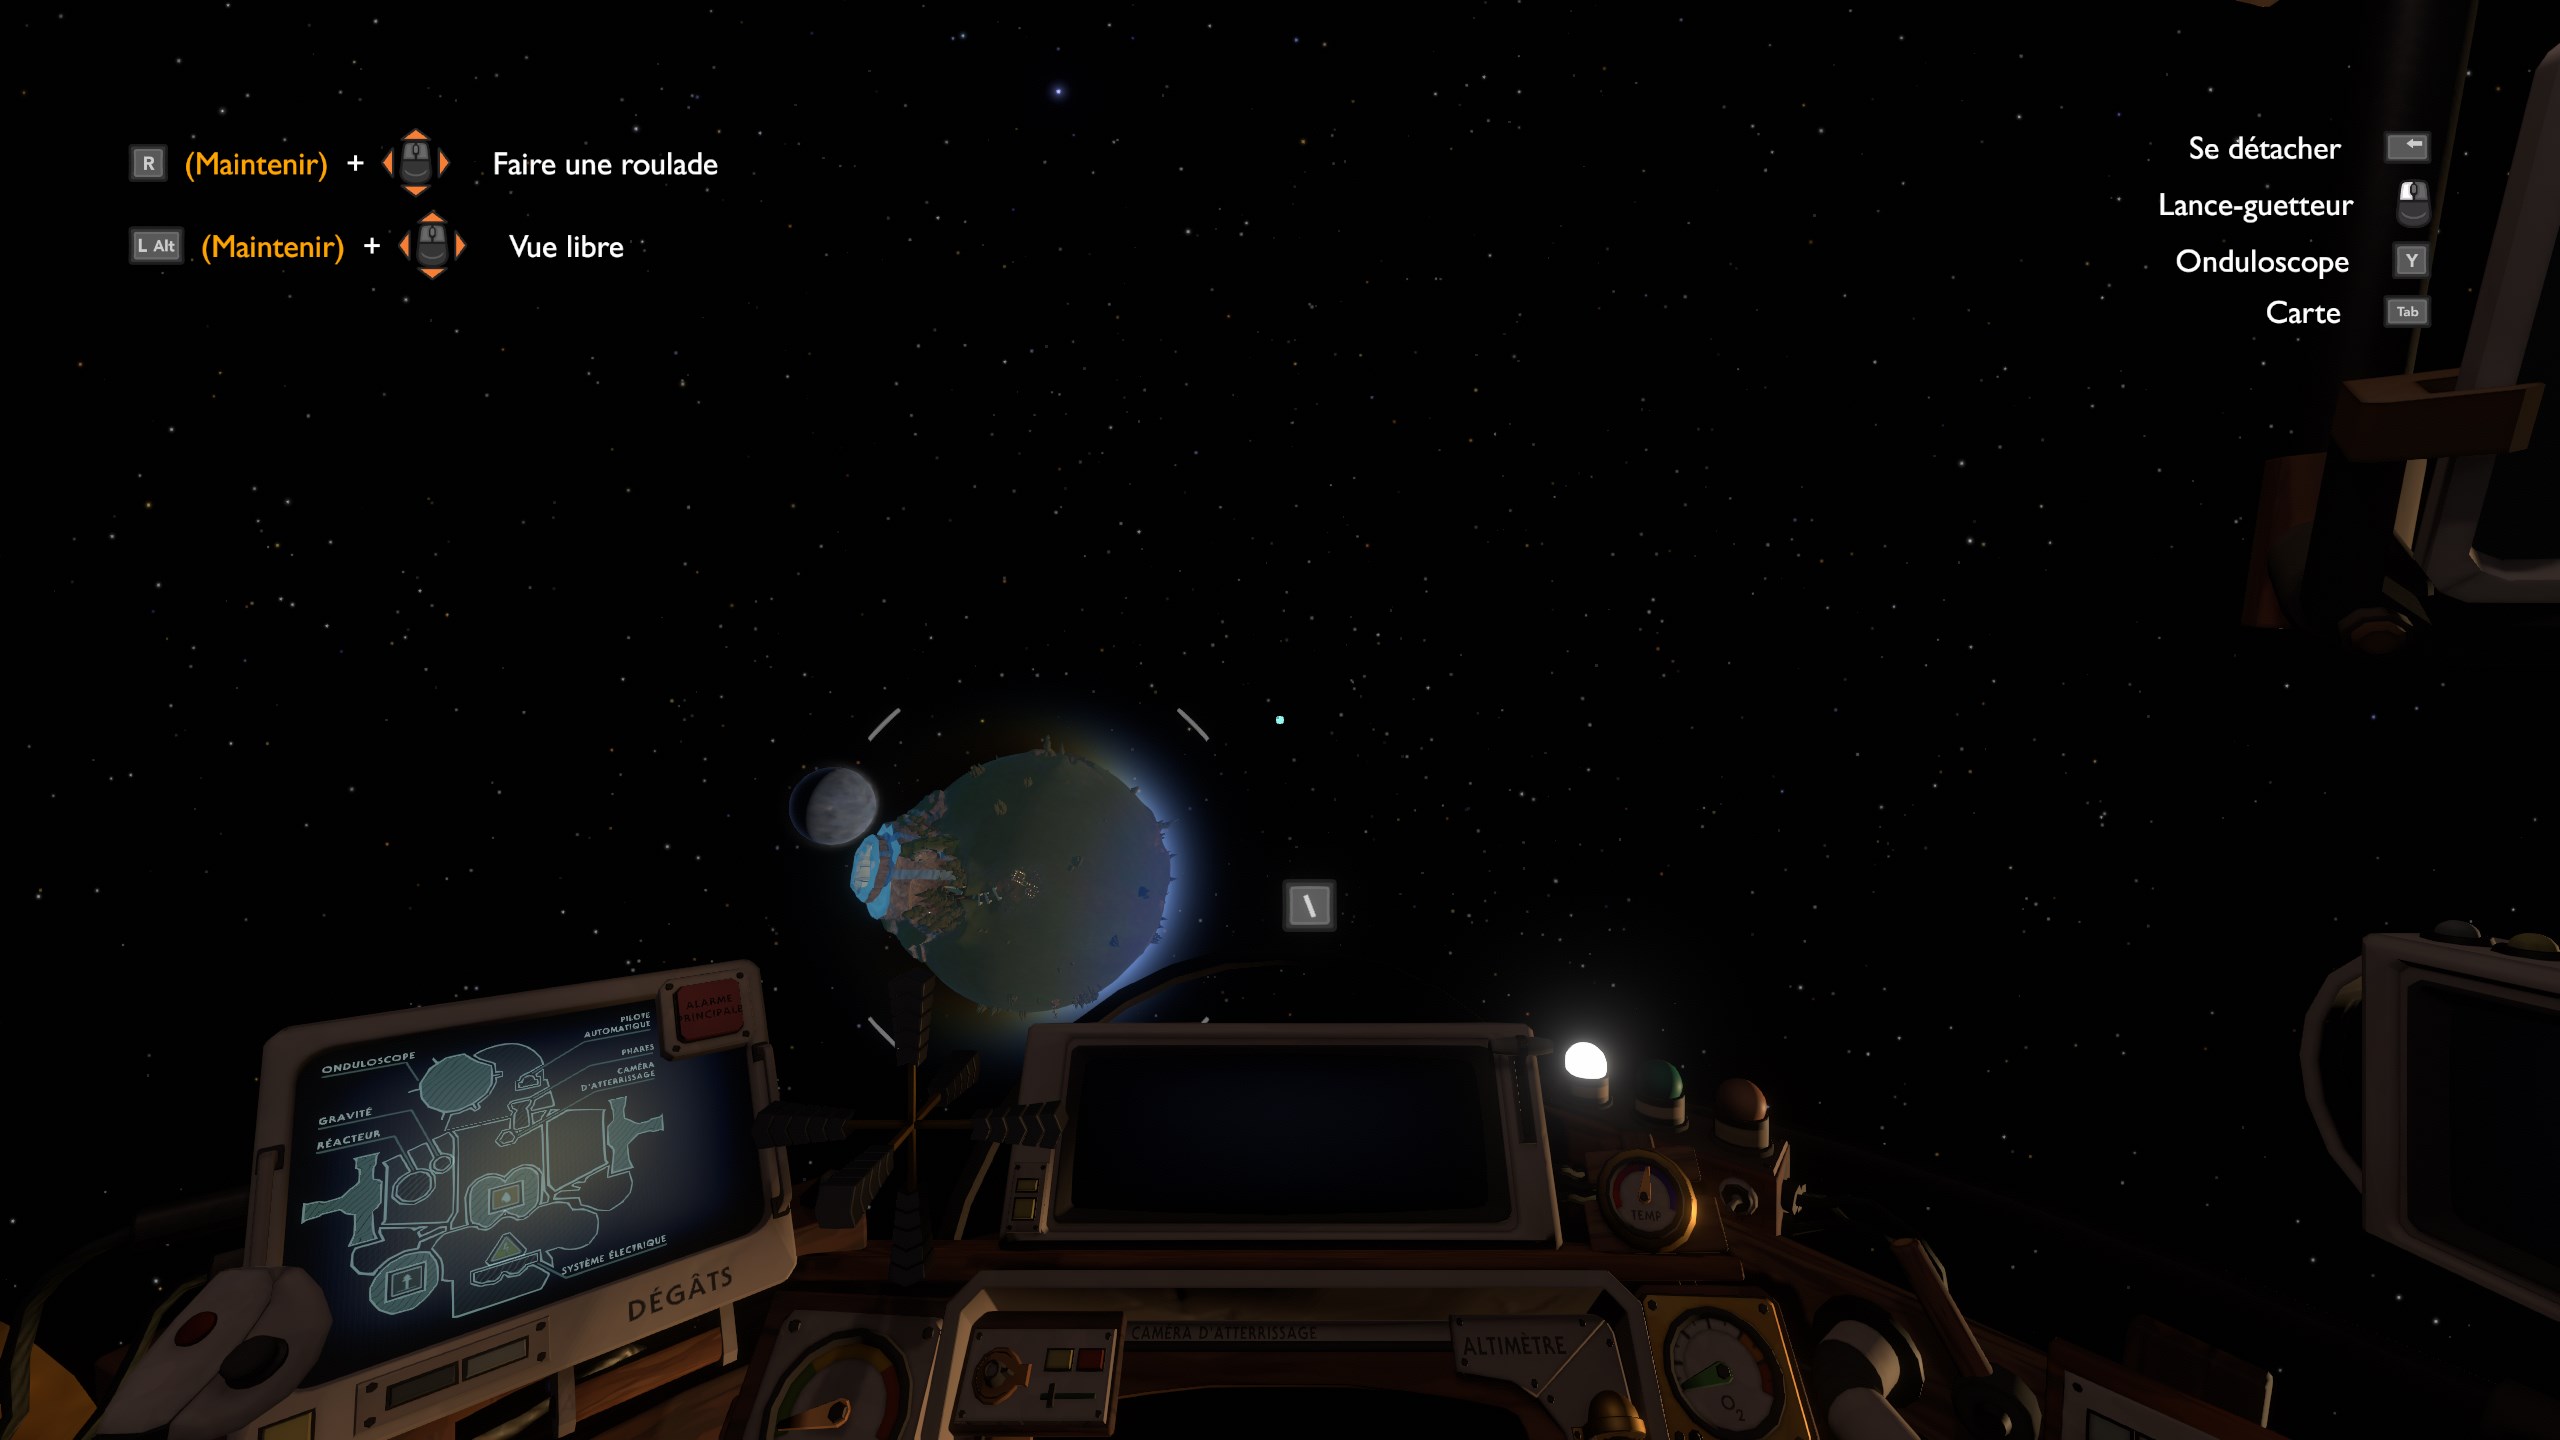 R (Maintenir) + Faire une roulade
L Alt (Maintenir) + Vue libre
Se détacher
Lance-guetteur
Onduloscope Y
Carte Tab
\
ALARME
PRINCIPALE
PILOTE
AUTOMATIQUE
PHARES
CAMÉRA
D'ATTERRISSAGE
ONDULOSCOPE
GRAVITÉ
RÉACTEUR
SYSTÈME ÉLECTRIQUE
DÉGÂTS
TEMP
CAMÉRA D'ATTERRISSAGE
ALTIMÈTRE
O2